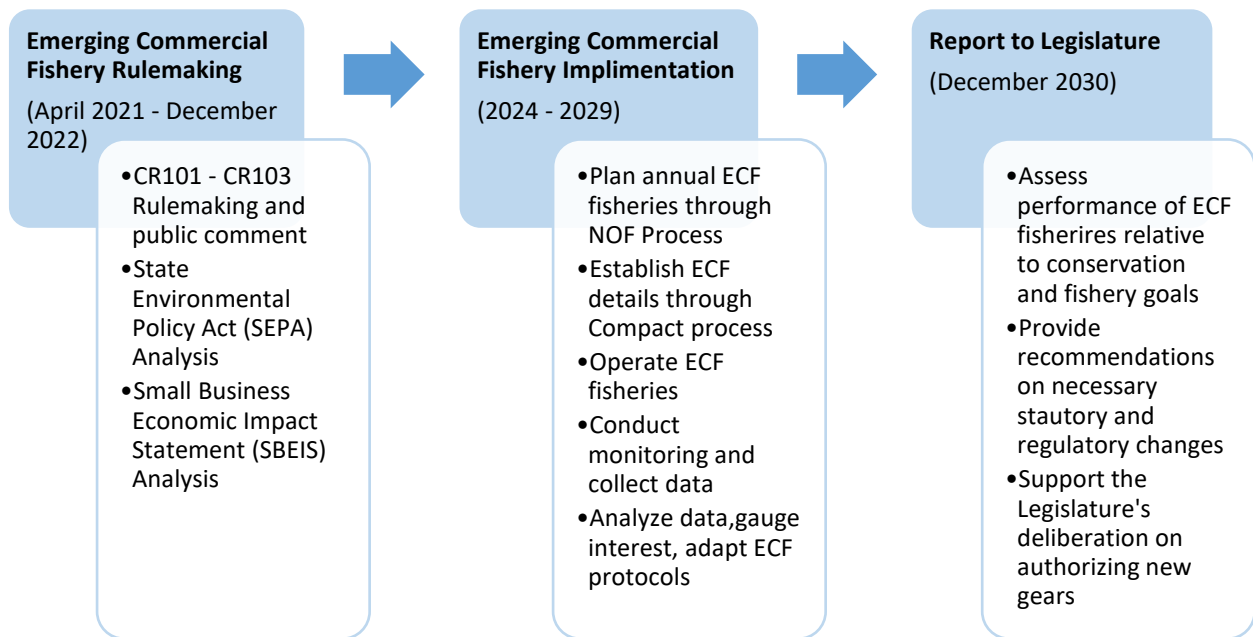 Emerging Commercial
Fishery Rulemaking
(April 2021 - December
2022)
•CR101 - CR103
Rulemaking and
public comment
•State
Environmental
Policy Act (SEPA)
Analysis
•Small Business
Economic Impact
Statement (SBEIS)
Analysis
Emerging Commercial
Fishery Implimentation
(2024 - 2029)
•Plan annual ECF
fisheries through
NOF Process
•Establish ECF
details through
Compact process
•Operate ECF
fisheries
•Conduct
monitoring and
collect data
•Analyze data,gauge
interest, adapt ECF
protocols
Report to Legislature
(December 2030)
•Assess
performance of ECF
fisherires relative
to conservation
and fishery goals
•Provide
recommendations
on necessary
stautory and
regulatory changes
•Support the
Legislature's
deliberation on
authorizing new
gears